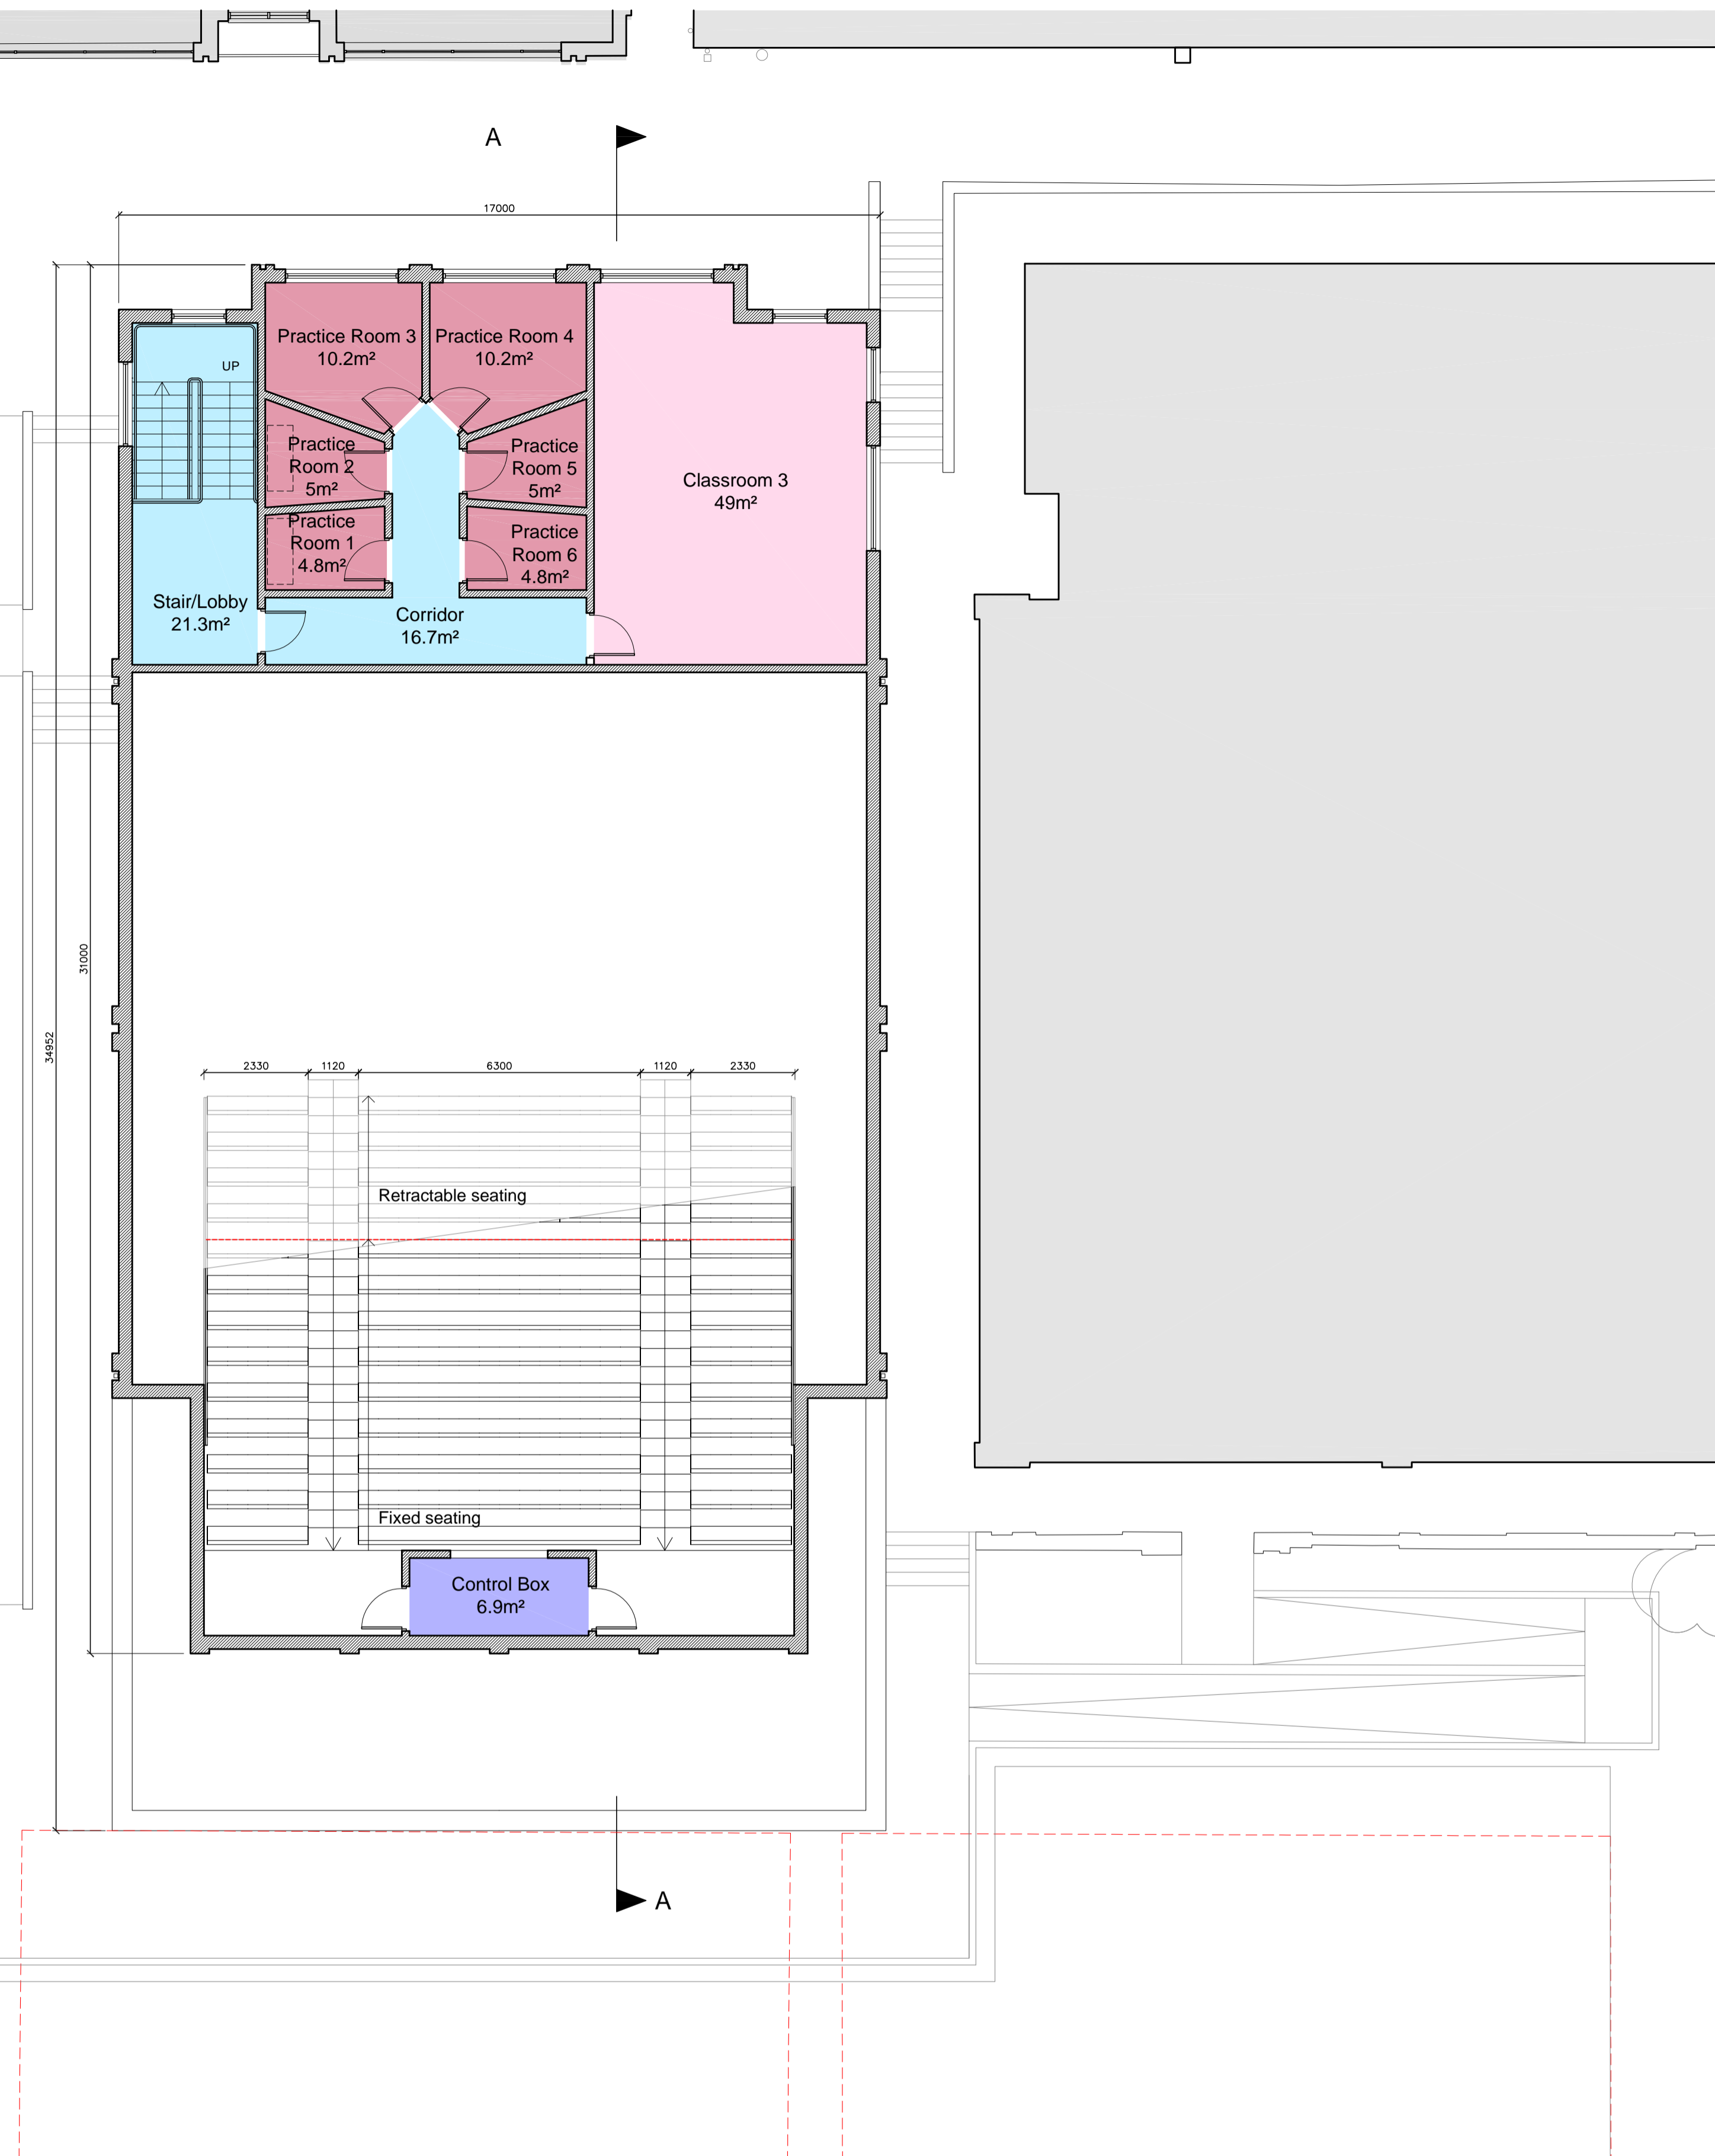 A
17000
Practice Room 3
10.2m²
Practice Room 4
10.2m²
UP
Practice
Room 2
5m²
Practice
Room 5
5m²
Classroom 3
49m²
Practice
Room 1
4.8m²
Practice
Room 6
4.8m²
Stair/Lobby
21.3m²
Corridor
16.7m²
31000
34952
2330
1120
6300
1120
2330
Retractable seating
Fixed seating
Control Box
6.9m²
A